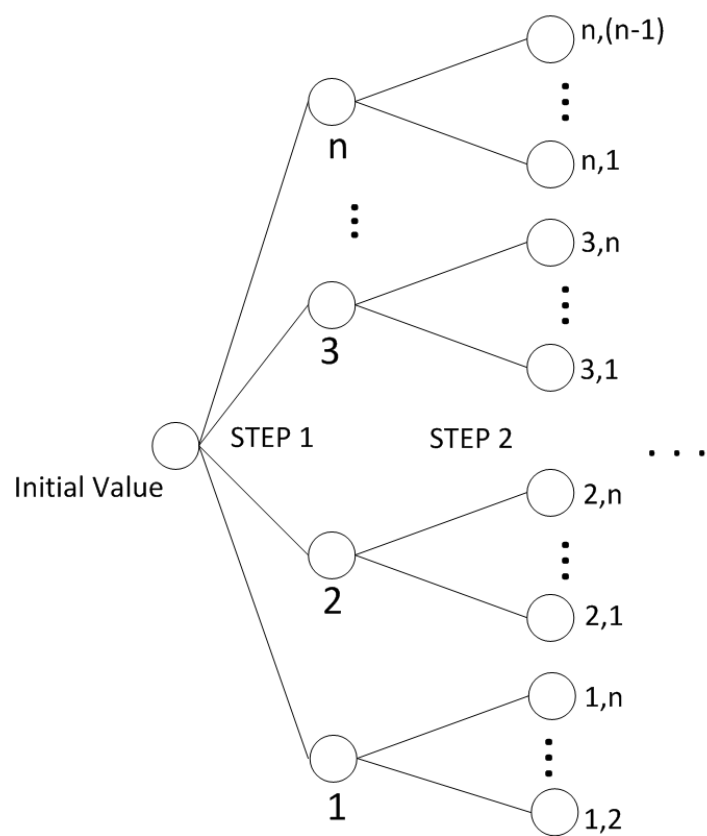 n,(n-1)
n
n,1
3,n
3
3,1
STEP 1
STEP 2
. . .
Initial Value
2,n
2
2,1
1,n
1
1,2